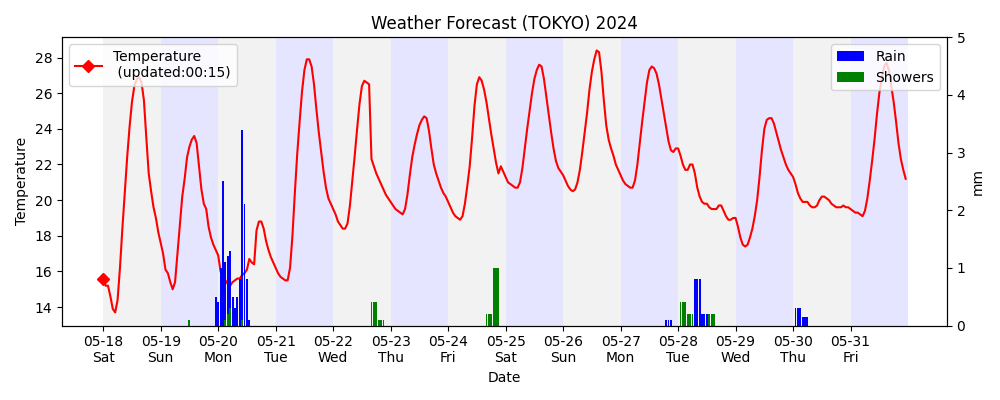 Weather Forecast (TOKYO) 2024
Temperature
(updated:00:15)
Rain
Showers
Temperature
28
26
24
22
20
18
16
14
5
4
3
2
1
0
mm
05-18 05-19 05-20 05-21 05-22 05-23 05-24 05-25 05-26 05-27 05-28 05-29 05-30 05-31
Sat Sun Mon Tue Wed Thu Fri Sat Sun Mon Tue Wed Thu Fri
Date